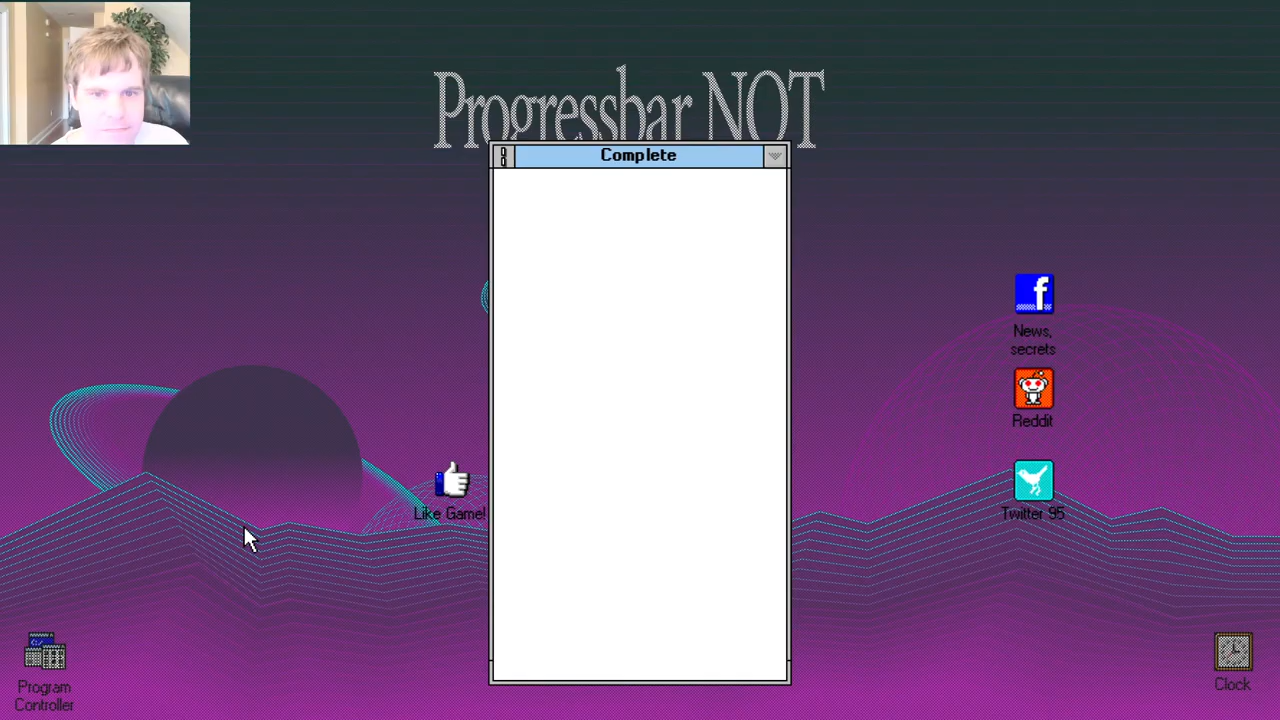 Progressbar NOT
Complete
News,
secrets
Reddit
Like Game!
Twitter 95
Program
Controller
Clock